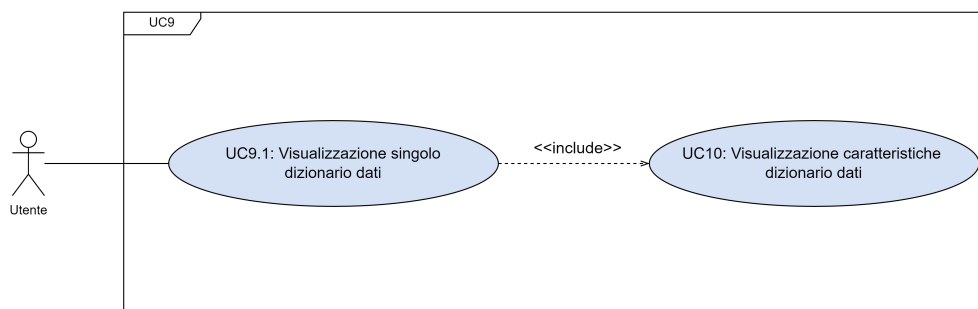 UC9
UC9.1: Visualizzazione singolo
dizionario dati
<<include>>
UC10: Visualizzazione caratteristiche
dizionario dati
Utente